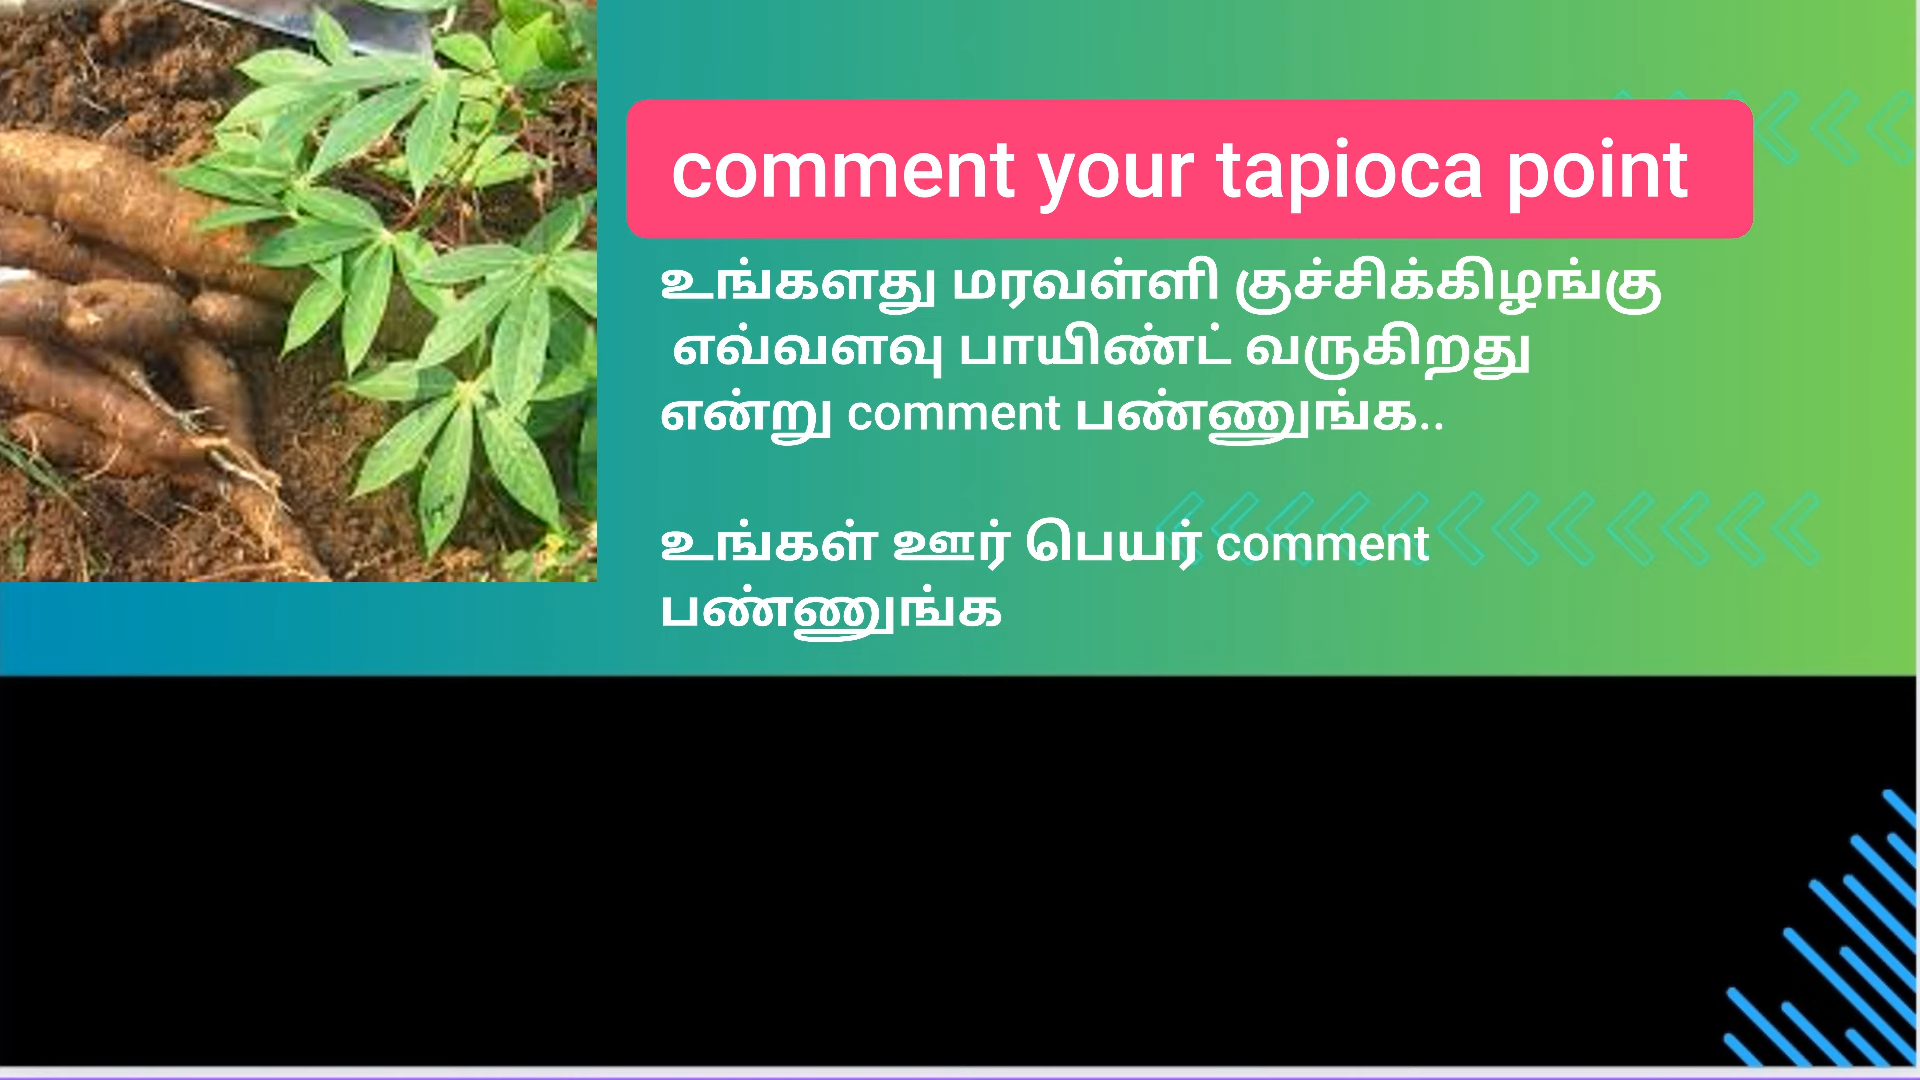 comment your tapioca point
உங்களது மரவள்ளி குச்சிக்கிழங்கு
எவ்வளவு பாயிண்ட் வருகிறது
என்று comment பண்ணுங்க..
உங்கள் ஊர் பெயர் comment
பண்ணுங்க